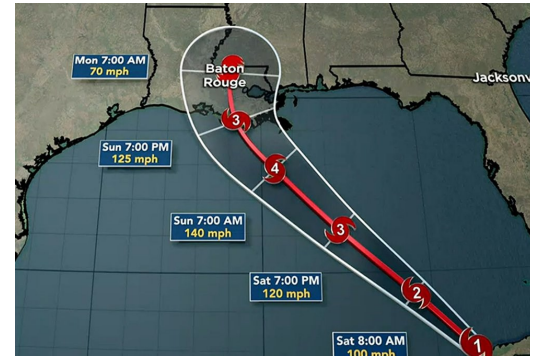 Mon 7:00 AM
70 mph
Baton
Rouge
Jacksonv
3
Sun 7:00 PM
125 mph
4
Sun 7:00 AM
140 mph
3
Sat 7:00 PM
120 mph
2
Sat 8:00 AM
100 mph
1